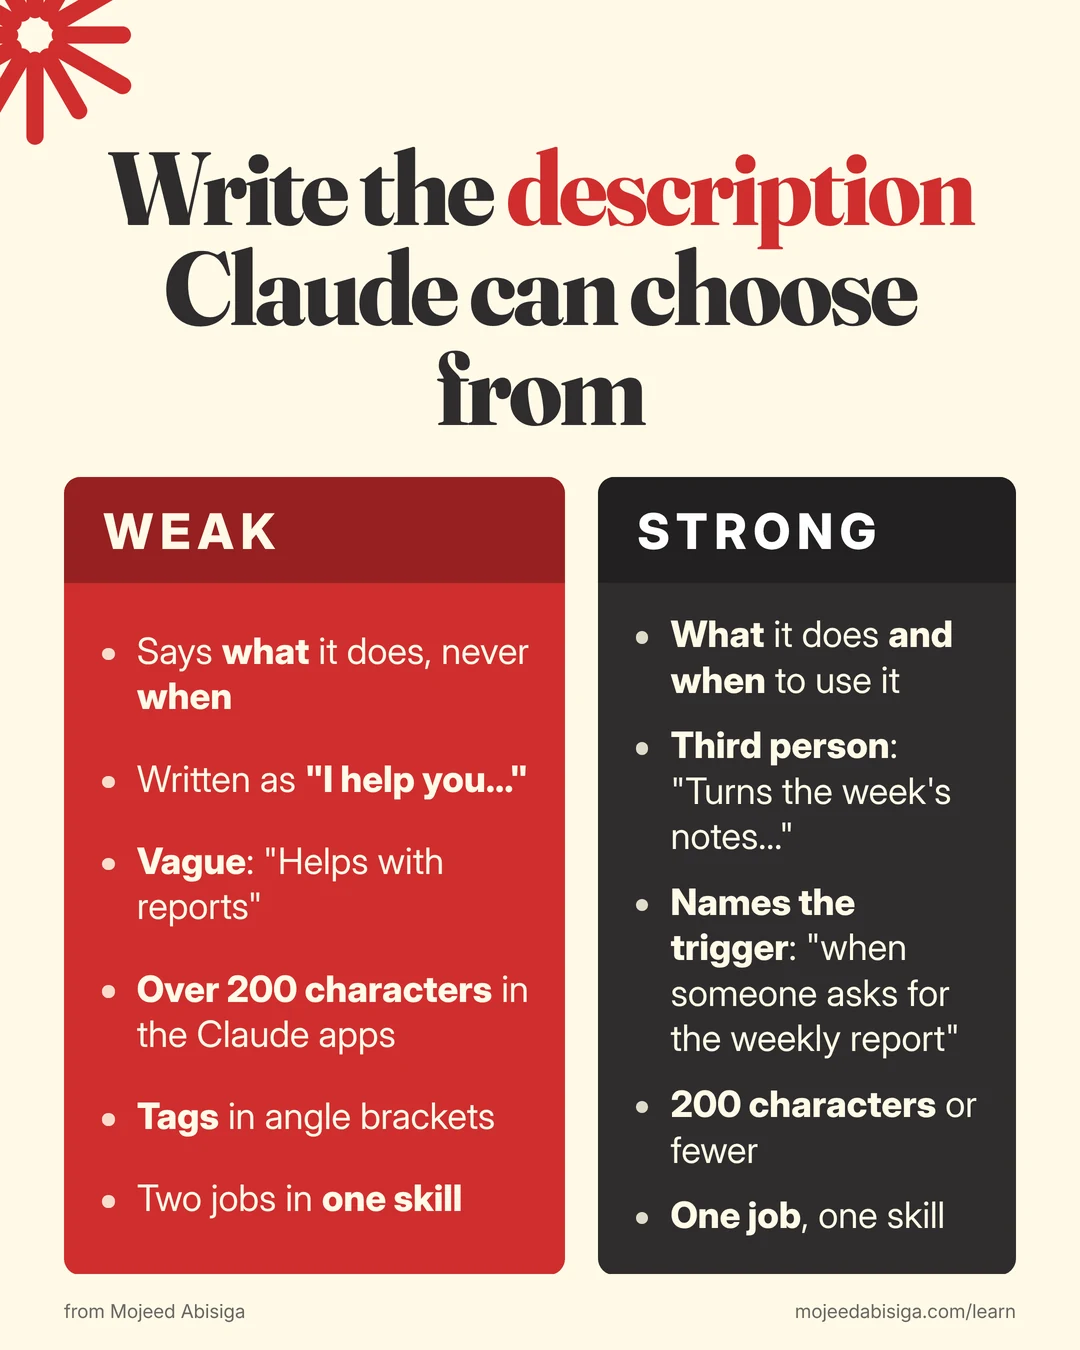 Write the description
Claude can choose
from
WEAK
• Says what it does, never
when
• Written as "I help you..."
• Vague: "Helps with
reports"
• Over 200 characters in
the Claude apps
• Tags in angle brackets
• Two jobs in one skill
STRONG
• What it does and
when to use it
• Third person:
"Turns the week's
notes..."
• Names the
trigger: "when
someone asks for
the weekly report"
• 200 characters or
fewer
• One job, one skill
from Mojeed Abisiga
mojeedabisiga.com/learn